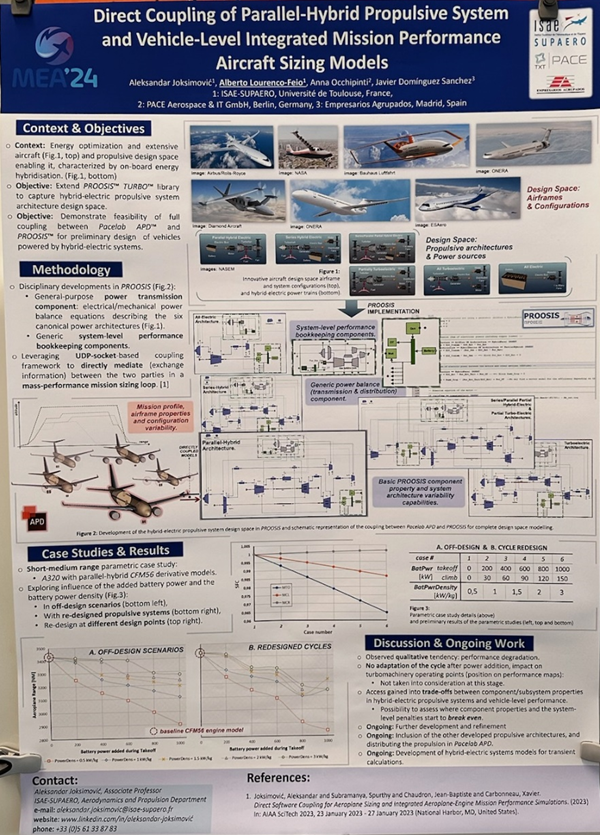 MEA'24
Direct Coupling of Parallel-Hybrid Propulsive System
and Vehicle-Level Integrated Mission Performance
Aircraft Sizing Models
Aleksandar Joksimović¹, Alberto Lourenco-Feio¹, Anna Occhipinti², Javier Domínguez Sanchez³
1: ISAE-SUPAERO, Université de Toulouse, France,
2: PACE Aerospace & IT GmbH, Berlin, Germany, 3: Empresarios Agrupados, Madrid, Spain
isae
SUPAERO
TXT PACE
EMPRESARIOS AGRUPADOS
Context & Objectives
○ Context: Energy optimization and extensive
aircraft (Fig.1, top) and propulsive design space
enabling it, characterized by on-board energy
hybridisation. (Fig.1, bottom)
○ Objective: Extend PROOSIS™ TURBO™ library
to capture hybrid-electric propulsive system
architecture design space.
○ Objective: Demonstrate feasibility of full
coupling between Pacelab APD™ and
PROOSIS™ for preliminary design of vehicles
powered by hybrid-electric systems.
image: Airbus/Rolls-Royce
image: NASA
image: Bauhaus Luftfahrt
image: ONERA
image: Diamond Aircraft
image: ONERA
image: ESAero
Design Space:
Airframes
& Configurations
Design Space:
Propulsive architectures
& Power sources
images: NASEM
Figure 1:
Innovative aircraft design space airframe
and system configurations (top),
and hybrid-electric power trains (bottom).
Methodology
○ Disciplinary developments in PROOSIS (Fig.2):
• General-purpose power transmission
component: electrical/mechanical power
balance equations describing the six
canonical power architectures (Fig.1).
• Generic system-level performance
bookkeeping components.
○ Leveraging UDP-socket-based coupling
framework to directly mediate (exchange
information) between the two parties in a
mass-performance mission sizing loop. [1]
PROOSIS
IMPLEMENTATION
PROOSIS
All-Electric
Architecture
System-level performance
bookkeeping components.
Series-Hybrid
Architecture
Generic power balance
(transmission & distribution)
component.
Series/Parallel Partial
Hybrid-Electric
Partial Turbo-Electric
Architectures.
Mission profile,
airframe properties
and configuration
variability.
DIRECTLY
COUPLED
MODELS
Parallel-Hybrid
Architecture.
Turboelectric
architecture
Basic PROOSIS component
property and system
architecture variability
capabilities.
APD
Figure 2: Development of the hybrid-electric propulsive system design space in PROOSIS and schematic representation of the coupling between Pacelab APD and PROOSIS for complete design space modelling.
Case Studies & Results
○ Short-medium range parametric case study:
• A320 with parallel-hybrid CFM56 derivative models.
○ Exploring influence of the added battery power and the
battery power density (Fig.3):
• In off-design scenarios (bottom left),
• With re-designed propulsive systems (bottom right),
• Re-design at different design points (top right).
SFC
1 2 3 4 5 6
Case number
A. OFF-DESIGN & B. CYCLE REDESIGN
case # 1 2 3 4 5 6
BatPwr takeoff 0 200 400 600 800 1000
[kW] climb 0 30 60 90 120 150
BatPwrDensity 0,5 1 1,5 2 3
[kW/kg]
Figure 3:
Parametric case study details (above)
and preliminary results of the parametric studies (left, top and bottom)
A. OFF-DESIGN SCENARIOS
B. REDESIGNED CYCLES
Aeroplane Range [NM]
baseline CFM56 engine model
Battery power added during Takeoff
Battery power added during Takeoff
Discussion & Ongoing Work
○ Observed qualitative tendency: performance degradation.
○ No adaptation of the cycle after power addition, impact on
turbomachinery operating points (position on performance maps):
• Not taken into consideration at this stage.
○ Access gained into trade-offs between component/subsystem properties
in hybrid-electric propulsive systems and vehicle-level performance.
• Possibility to assess where component properties and the
system-level penalties start to break even.
○ Ongoing: Further development and refinement
○ Ongoing: Inclusion of the other developed propulsive architectures, and
distributing the propulsion in Pacelab APD.
○ Ongoing: Development of hybrid-electric systems models for transient
calculations.
Contact:
Aleksandar Joksimović, Associate Professor
ISAE-SUPAERO, Aerodynamics and Propulsion Department
e-mail: aleksandar.joksimovic@isae-supaero.fr
website: www.linkedin.com/in/aleksandar-joksimovic
phone: +33 (0)5 61 33 87 83
References:
1. Joksimović, Aleksandar and Subramanya, Spurthy and Chaudron, Jean-Baptiste and Carbonneau, Xavier.
Direct Software Coupling for Aeroplane Sizing and Integrated Aeroplane-Engine Mission Performance Simulations. (2023)
In: AIAA SciTech 2023, 23 January 2023 - 27 January 2023 (National Harbor, MD, United States).